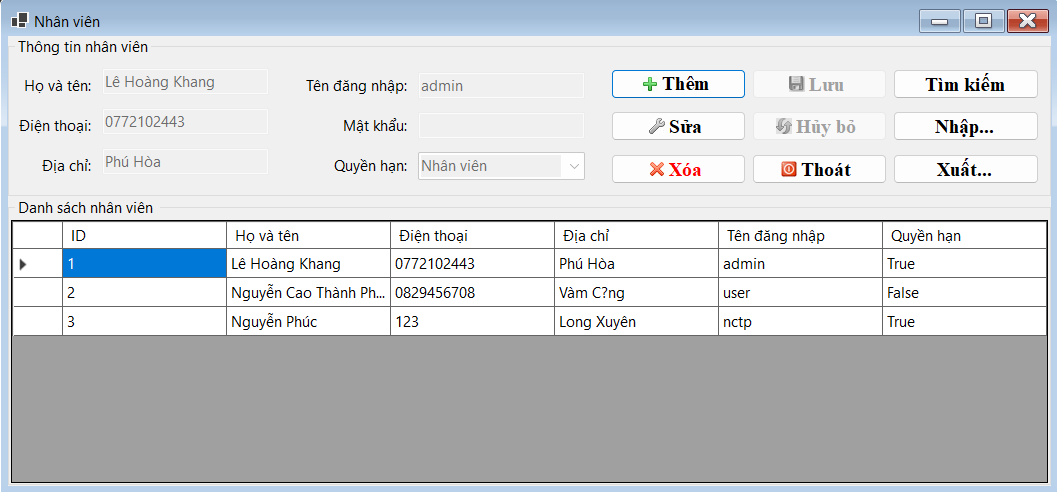 Nhân viên
Thông tin nhân viên
Họ và tên: Lê Hoàng Khang Tên đăng nhập: admin Thêm Lưu Tìm kiếm
Điện thoại: 0772102443 Mật khẩu: Sửa Hủy bỏ Nhập...
Địa chỉ: Phú Hòa Quyền hạn: Nhân viên Xóa Thoát Xuất...
Danh sách nhân viên
ID Họ và tên Điện thoại Địa chỉ Tên đăng nhập Quyền hạn
1 Lê Hoàng Khang 0772102443 Phú Hòa admin True
2 Nguyễn Cao Thành Ph... 0829456708 Vàm C?ng user False
3 Nguyễn Phúc 123 Long Xuyên nctp True